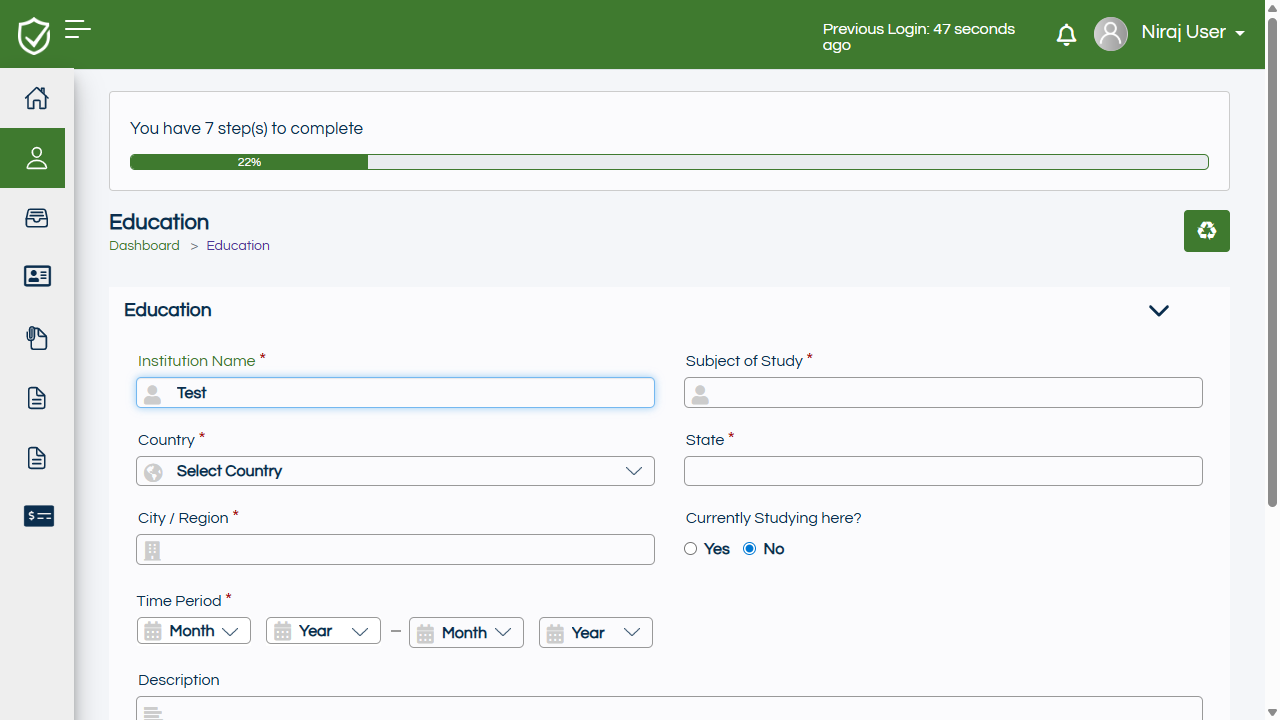 Previous Login: 47 seconds
ago
Niraj User
You have 7 step(s) to complete
22%
Education
Dashboard > Education
Education
Institution Name *
Subject of Study *
Test
Country *
State *
Select Country
City / Region *
Currently Studying here?
Yes No
Time Period *
Month Year – Month Year
Description